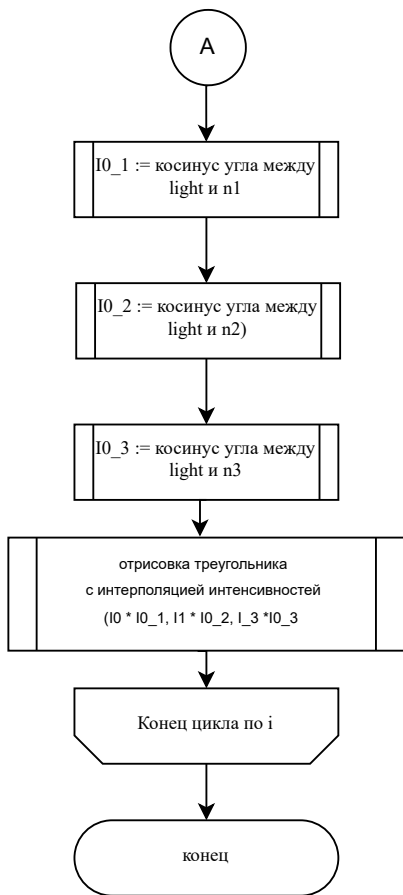 A
I0_1 := косинус угла между
light и n1
I0_2 := косинус угла между
light и n2)
I0_3 := косинус угла между
light и n3
отрисовка треугольника
с интерполяцией интенсивностей
(I0 * I0_1, I1 * I0_2, I_3 *I0_3
Конец цикла по i
конец